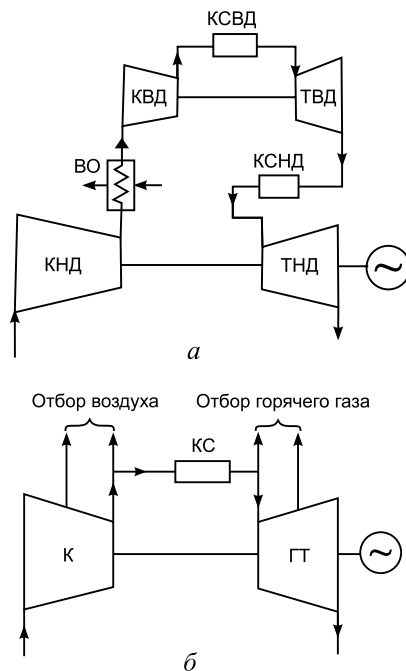 КСВД
КВД
ТВД
ВО
КСНД
КНД
ТНД
~
а
Отбор воздуха
Отбор горячего газа
КС
К
ГТ
~
б